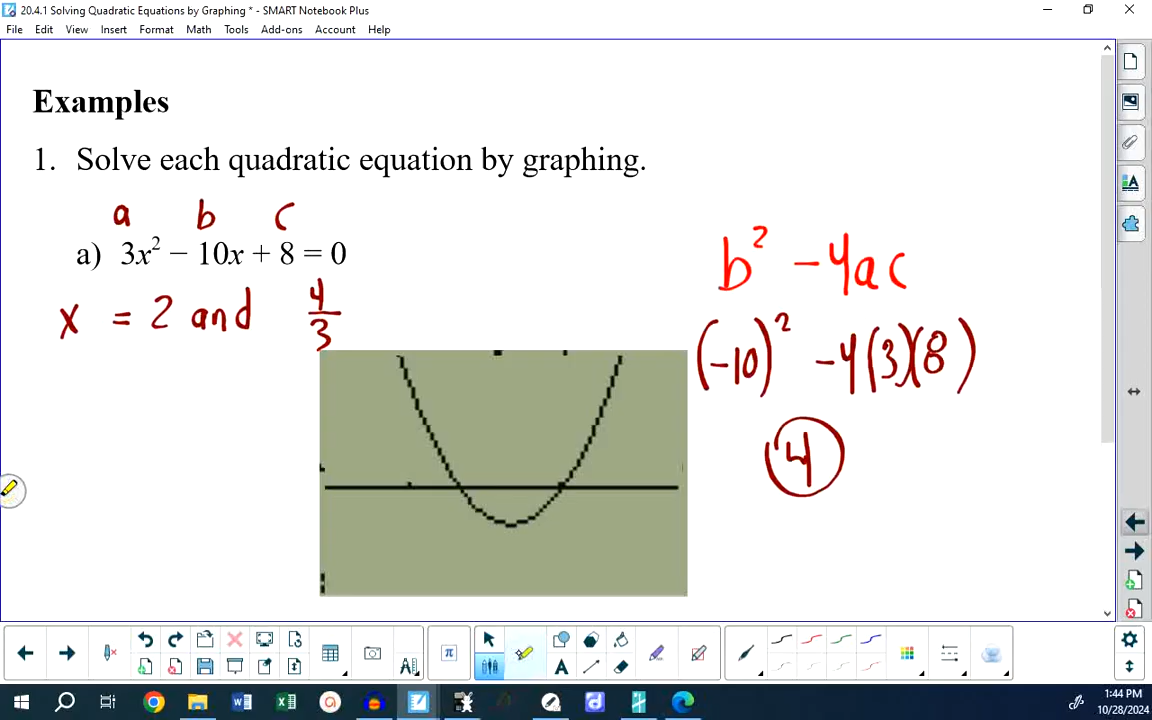 20.4.1 Solving Quadratic Equations by Graphing * - SMART Notebook Plus
File Edit View Insert Format Math Tools Add-ons Account Help
Examples
1. Solve each quadratic equation by graphing.
a b c
a) 3x² − 10x + 8 = 0
x = 2 and 4/3
b² − 4ac
(−10)² − 4(3)(8)
4
π
1:44 PM
10/28/2024